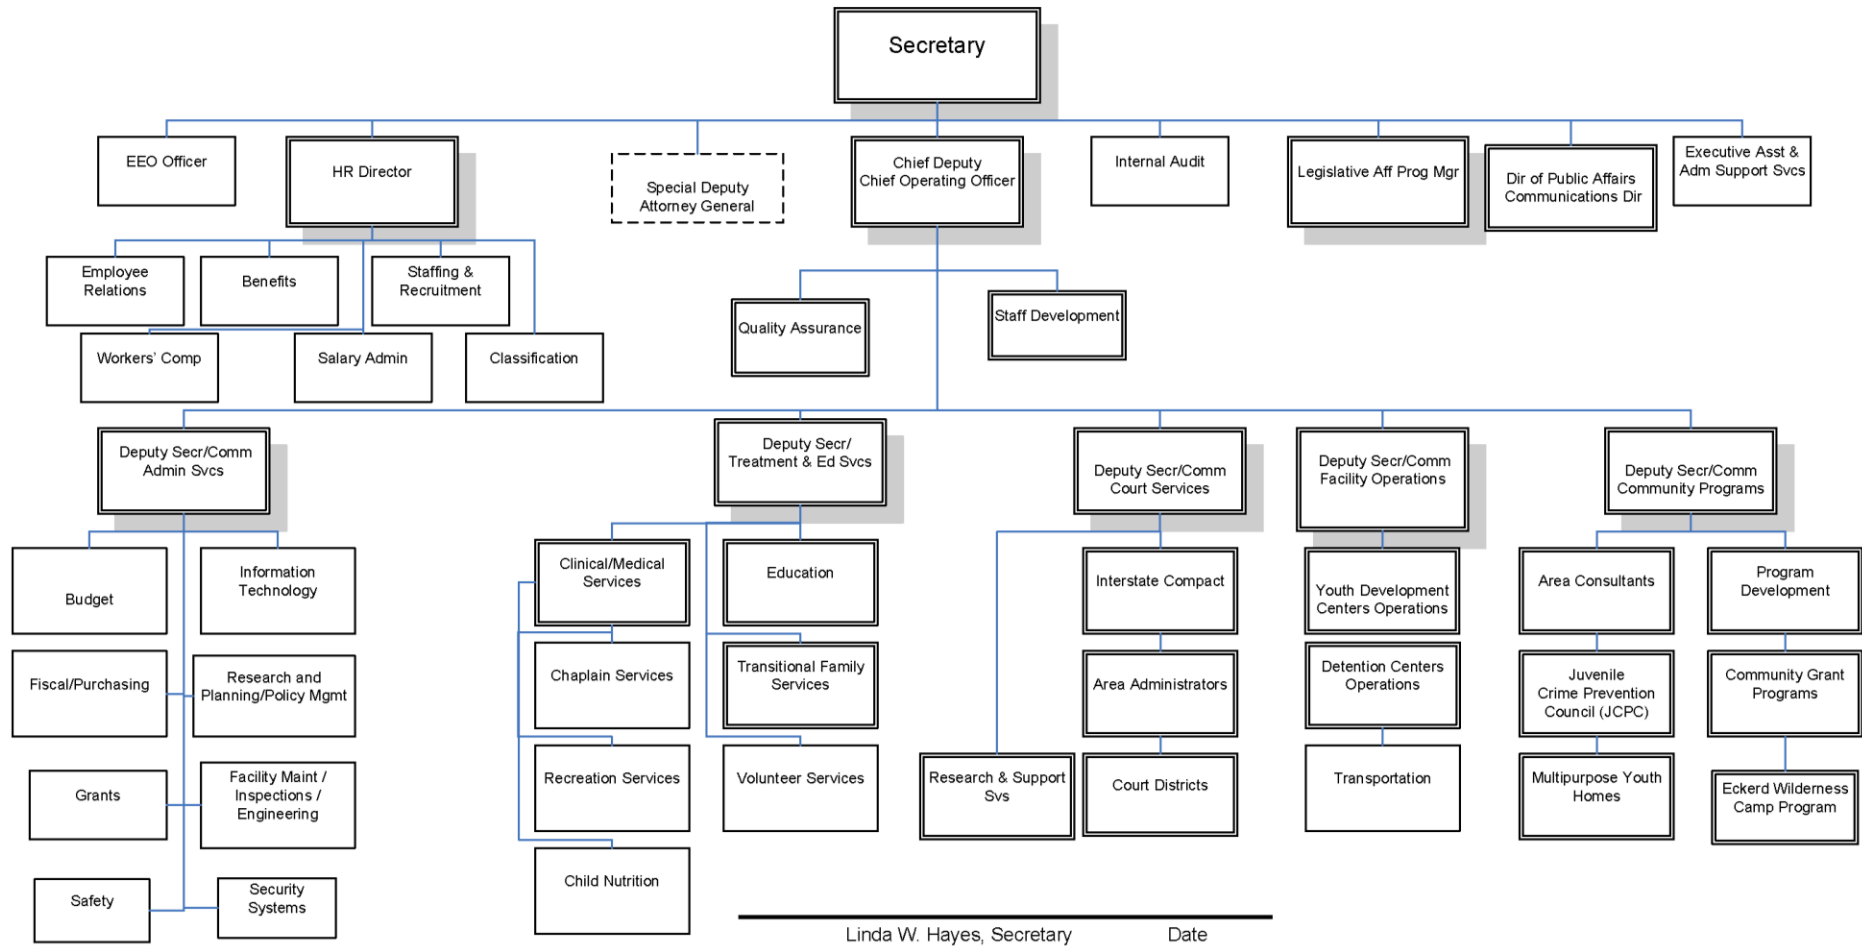 Secretary
EEO Officer
HR Director
Special Deputy
Attorney General
Chief Deputy
Chief Operating Officer
Internal Audit
Legislative Aff Prog Mgr
Dir of Public Affairs
Communications Dir
Executive Asst &
Adm Support Svcs
Employee
Relations
Benefits
Staffing &
Recruitment
Workers’ Comp
Salary Admin
Classification
Quality Assurance
Staff Development
Deputy Secr/Comm
Admin Svcs
Deputy Secr/
Treatment & Ed Svcs
Deputy Secr/Comm
Court Services
Deputy Secr/Comm
Facility Operations
Deputy Secr/Comm
Community Programs
Budget
Information
Technology
Fiscal/Purchasing
Research and
Planning/Policy Mgmt
Grants
Facility Maint /
Inspections /
Engineering
Safety
Security
Systems
Clinical/Medical
Services
Education
Chaplain Services
Transitional Family
Services
Recreation Services
Volunteer Services
Child Nutrition
Interstate Compact
Area Administrators
Research & Support
Svs
Court Districts
Youth Development
Centers Operations
Detention Centers
Operations
Transportation
Area Consultants
Program
Development
Juvenile
Crime Prevention
Council (JCPC)
Community Grant
Programs
Multipurpose Youth
Homes
Eckerd Wilderness
Camp Program
Linda W. Hayes, Secretary Date